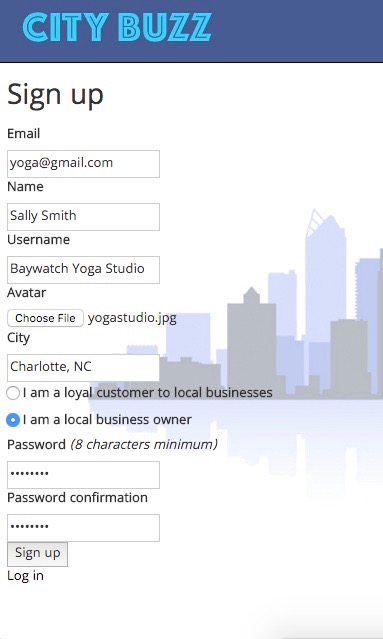 CITY BUZZ
Sign up
Email
yoga@gmail.com
Name
Sally Smith
Username
Baywatch Yoga Studio
Avatar
Choose File yogastudio.jpg
City
Charlotte, NC
I am a loyal customer to local businesses
I am a local business owner
Password (8 characters minimum)
••••••••
Password confirmation
••••••••
Sign up
Log in